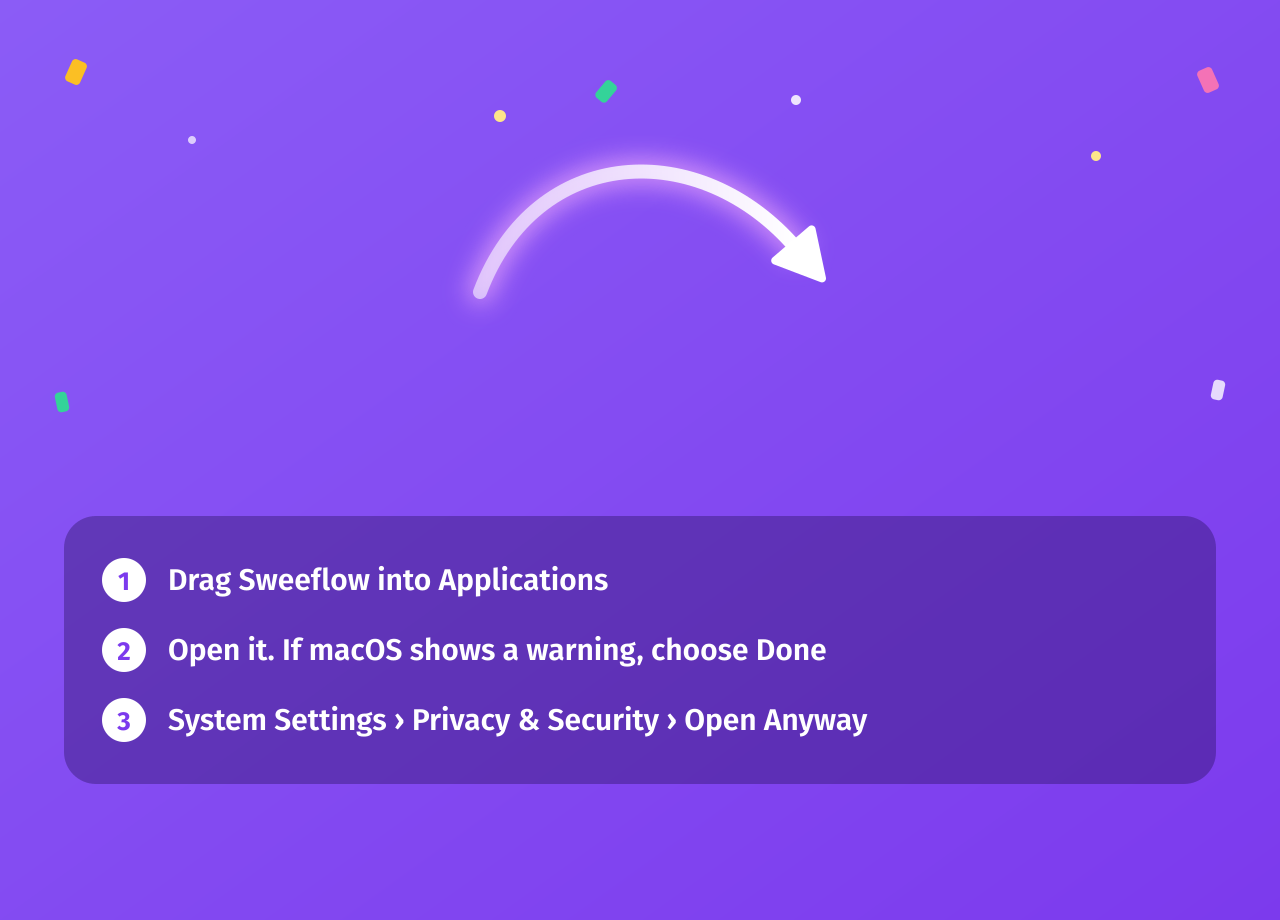 1 Drag Sweeflow into Applications
2 Open it. If macOS shows a warning, choose Done
3 System Settings › Privacy & Security › Open Anyway